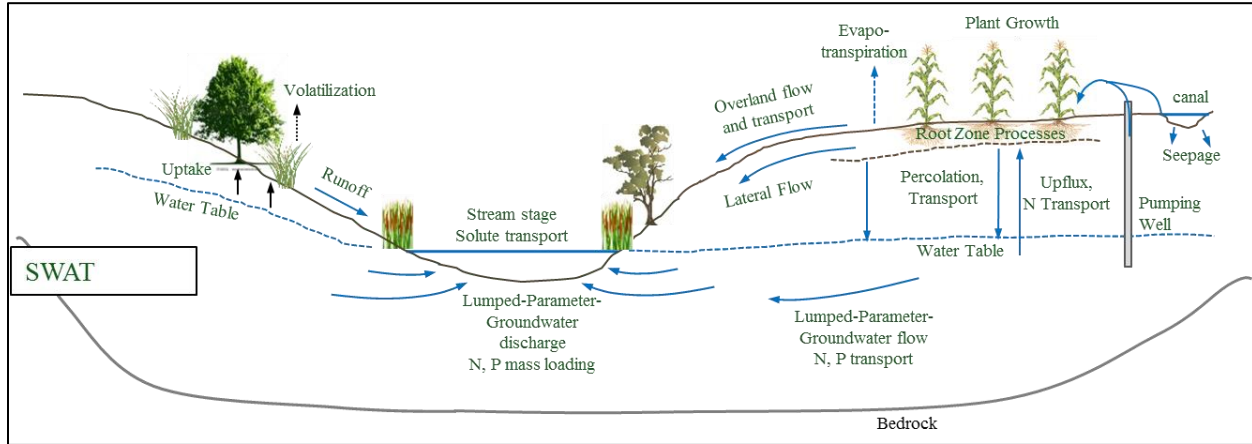 Plant Growth
Evapo-
transpiration
Volatilization
canal
Overland flow
and transport
Root Zone Processes
Seepage
Uptake
Runoff
Lateral Flow
Percolation,
Transport
Upflux,
N Transport
Water Table
Stream stage
Solute transport
Pumping
Well
Water Table
SWAT
Lumped-Parameter-
Groundwater
discharge
N, P mass loading
Lumped-Parameter-
Groundwater flow
N, P transport
Bedrock